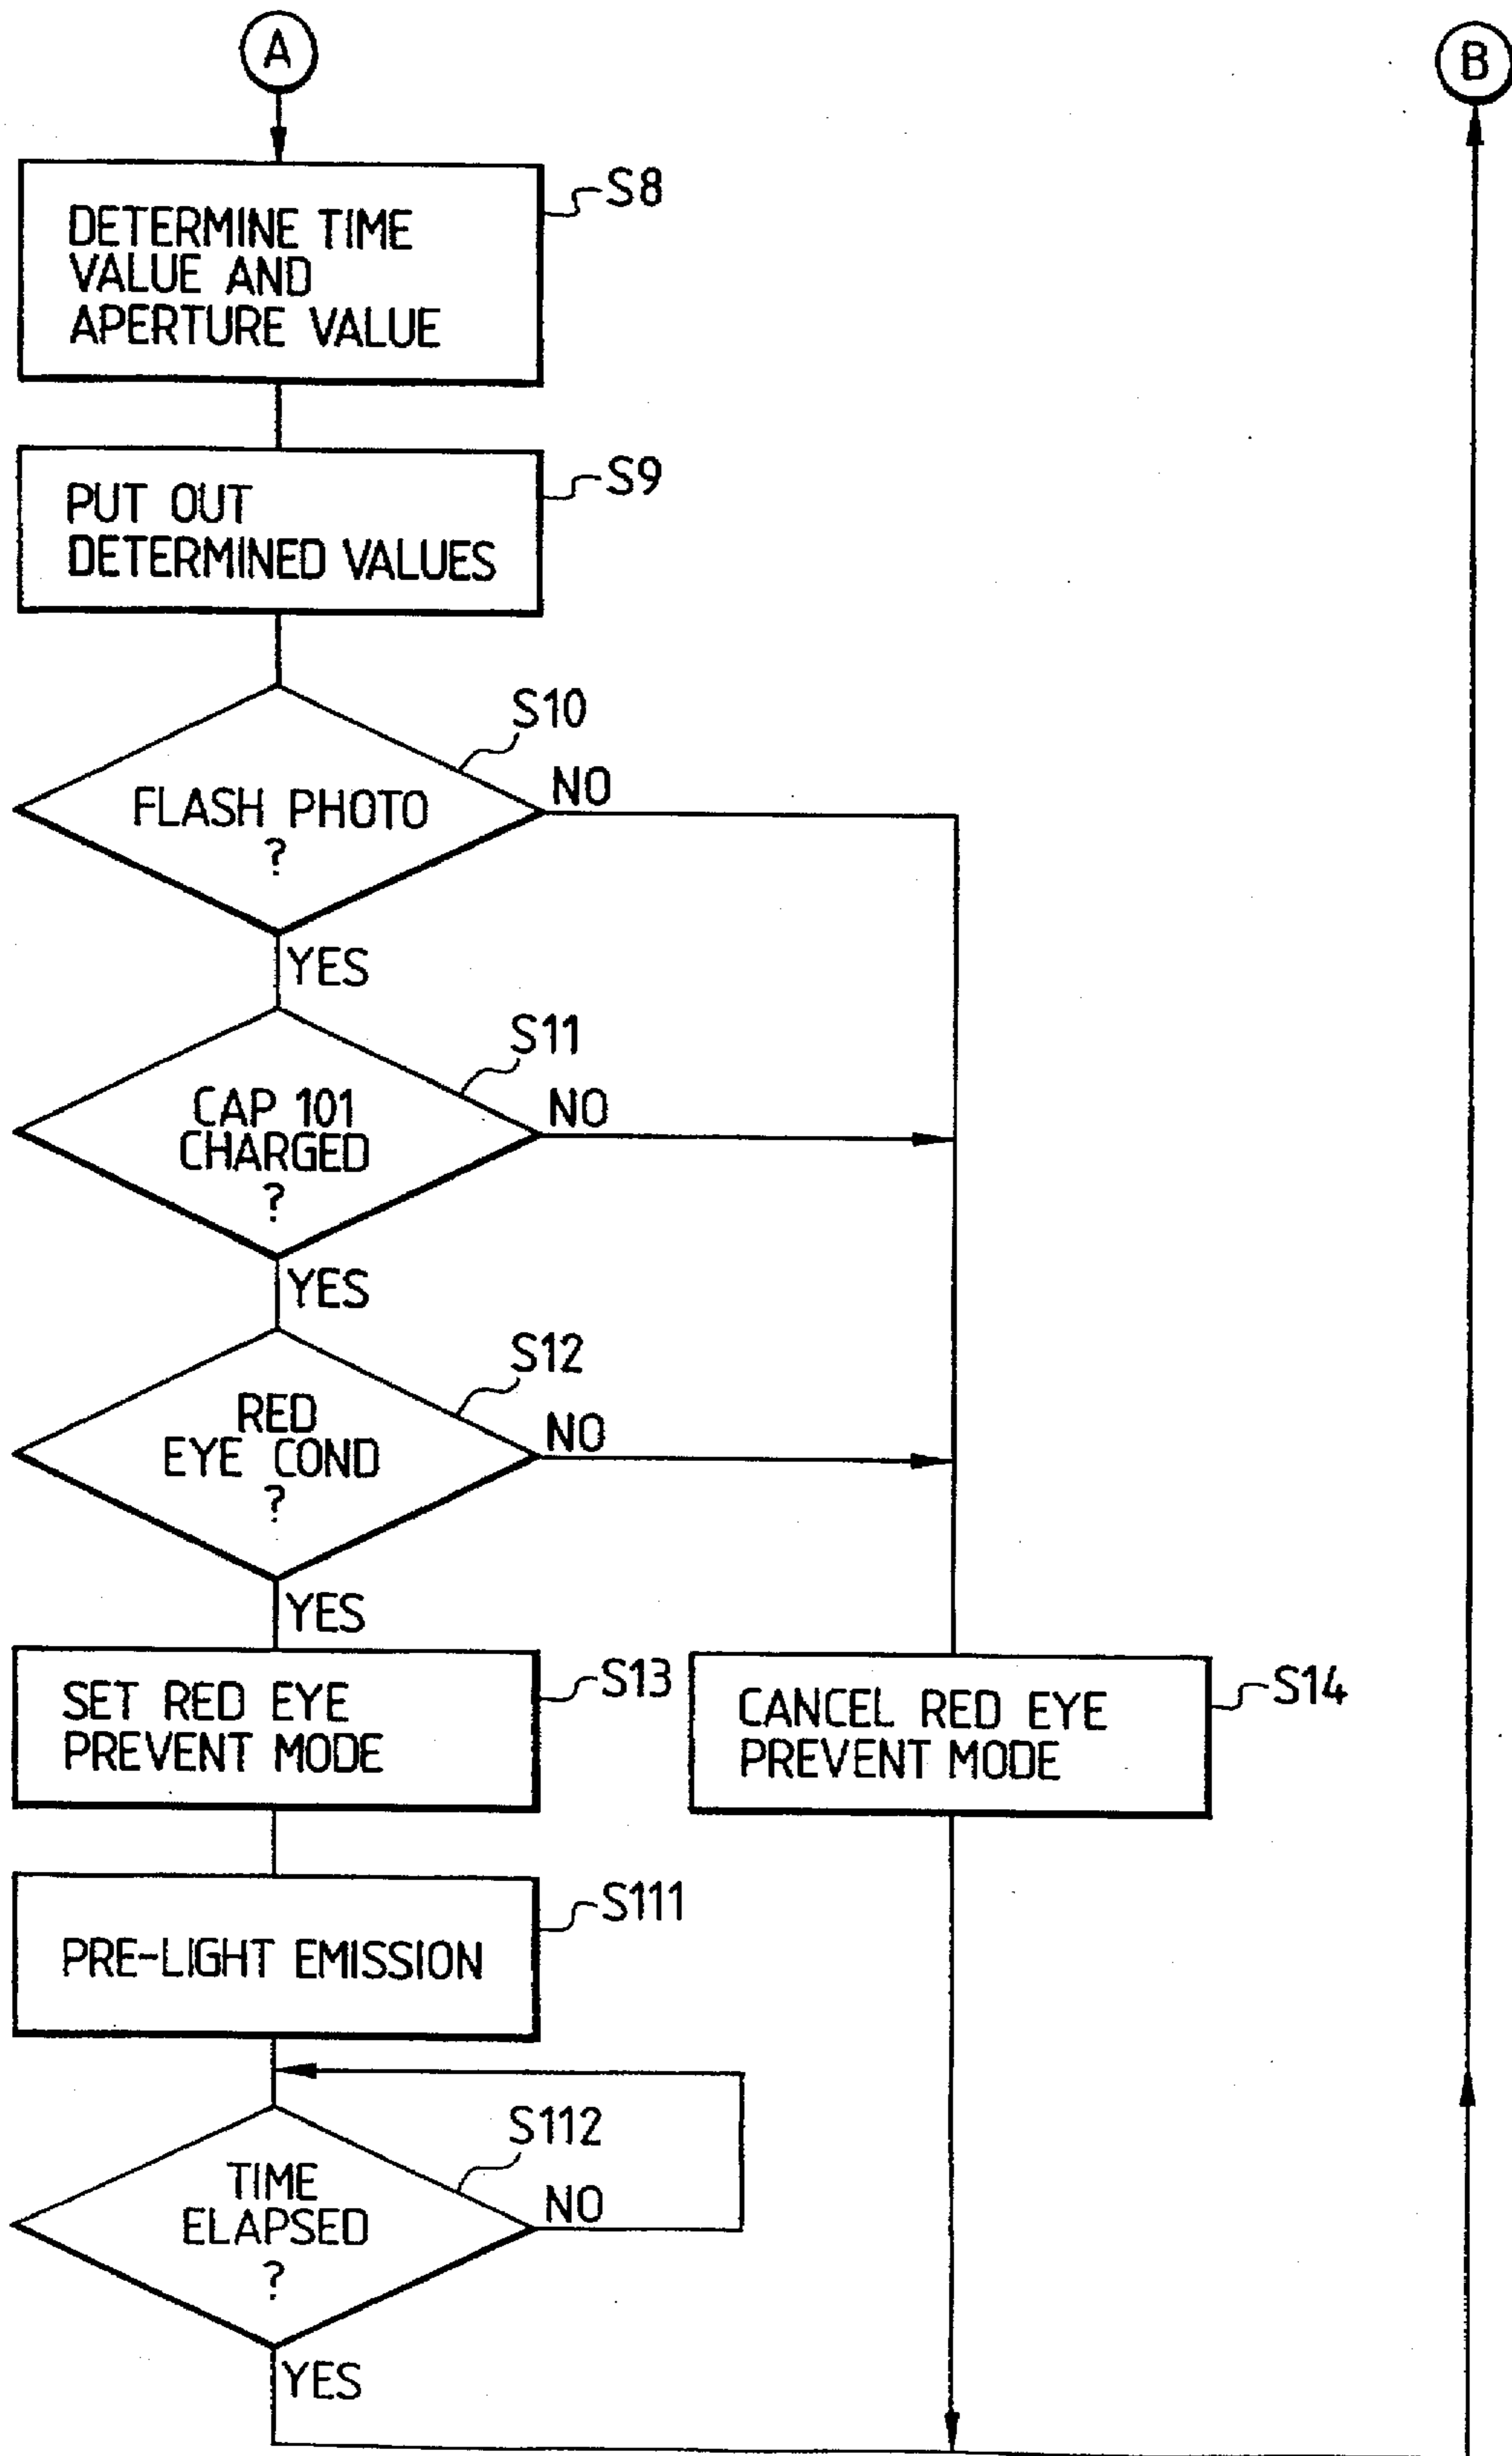 A
B
S8
DETERMINE TIME
VALUE AND
APERTURE VALUE
S9
PUT OUT
DETERMINED VALUES
S10
FLASH PHOTO
?
NO
YES
S11
CAP 101
CHARGED
?
NO
YES
S12
RED
EYE COND
?
NO
YES
S13
SET RED EYE
PREVENT MODE
S14
CANCEL RED EYE
PREVENT MODE
S111
PRE-LIGHT EMISSION
S112
TIME
ELAPSED
?
NO
YES